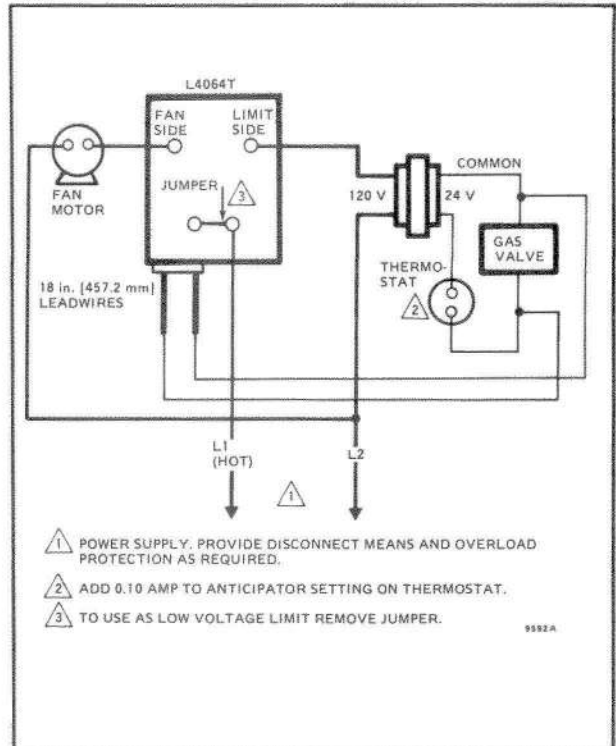 L4064T
FAN SIDE
LIMIT SIDE
FAN MOTOR
JUMPER
3
120 V
24 V
COMMON
GAS VALVE
THERMO-
STAT
2
18 in. [457.2 mm]
LEADWIRES
L1
(HOT)
L2
1
1 POWER SUPPLY. PROVIDE DISCONNECT MEANS AND OVERLOAD
PROTECTION AS REQUIRED.
2 ADD 0.10 AMP TO ANTICIPATOR SETTING ON THERMOSTAT.
3 TO USE AS LOW VOLTAGE LIMIT REMOVE JUMPER.
9592A